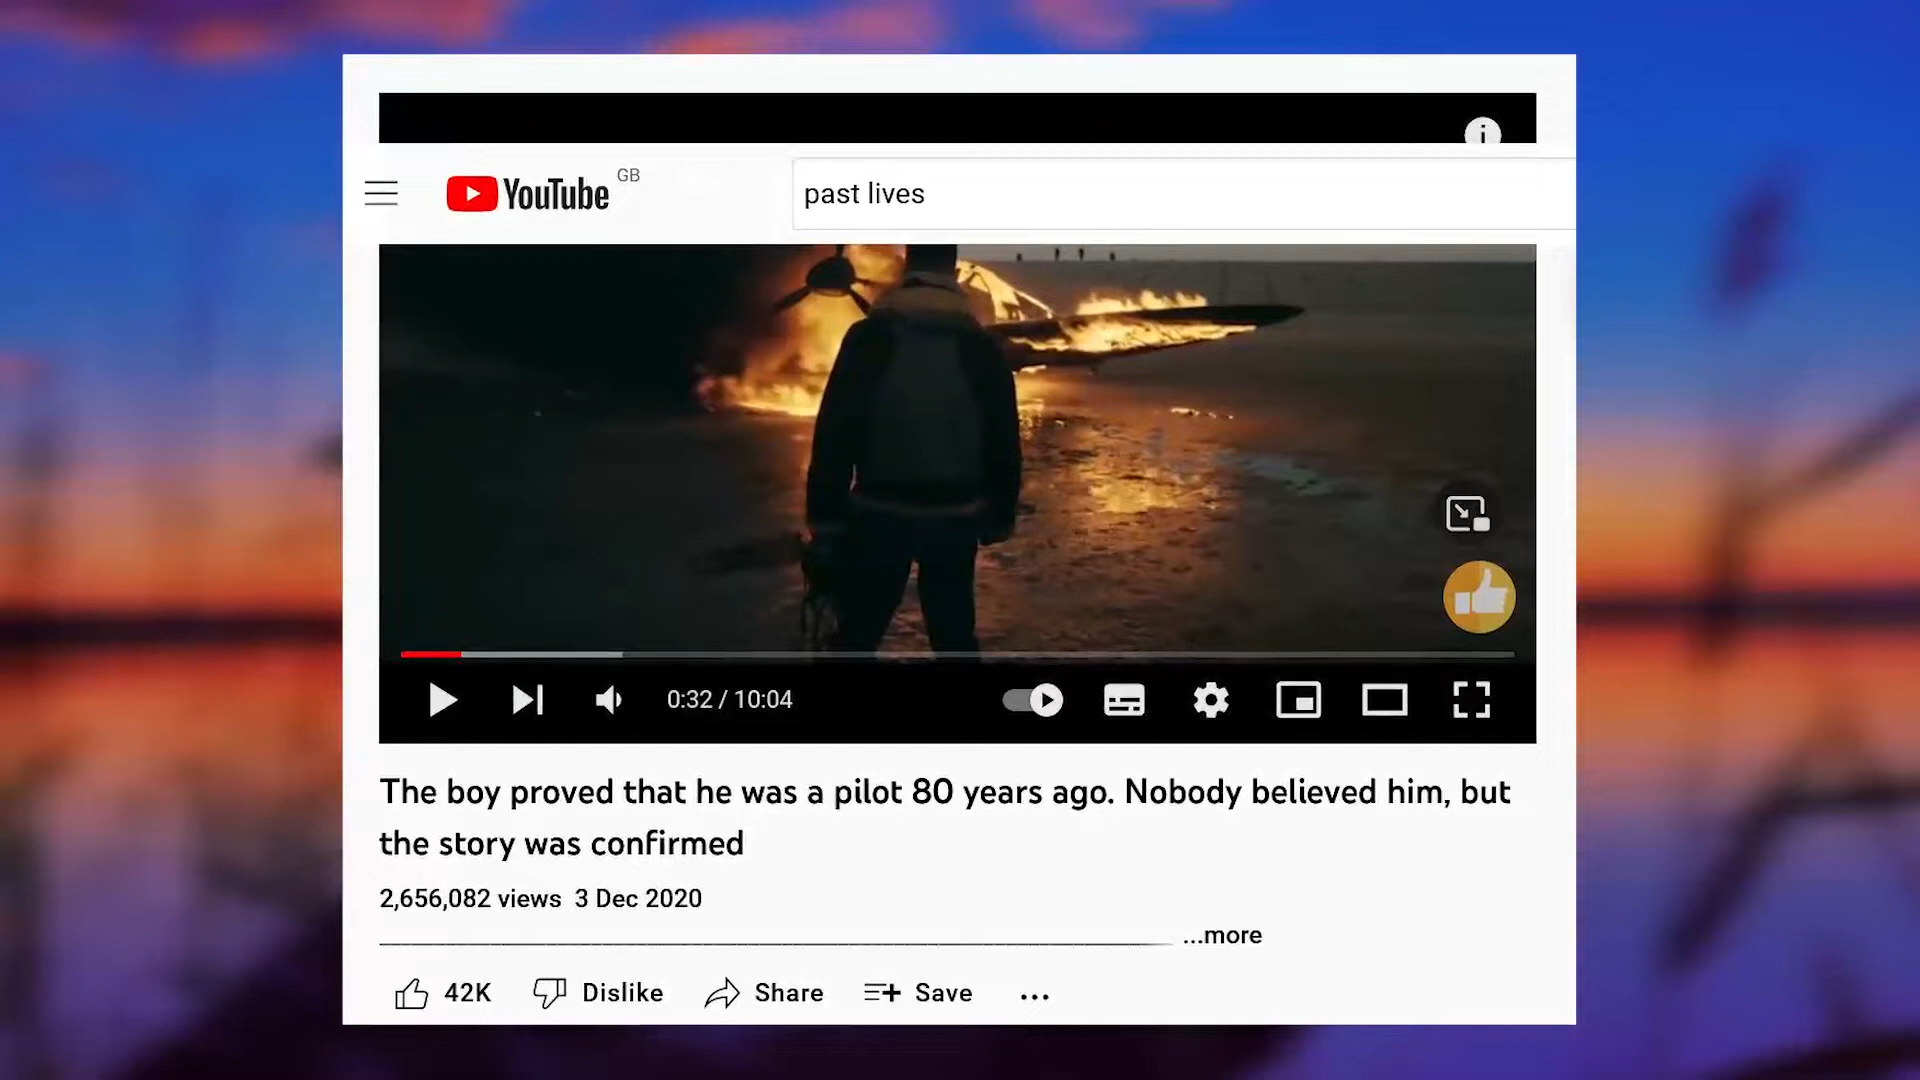 YouTube GB
past lives
0:32 / 10:04
The boy proved that he was a pilot 80 years ago. Nobody believed him, but
the story was confirmed
2,656,082 views 3 Dec 2020
...more
42K Dislike Share Save ...